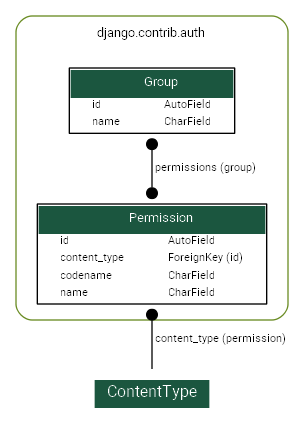 django.contrib.auth
Group
id AutoField
name CharField
permissions (group)
Permission
id AutoField
content_type ForeignKey (id)
codename CharField
name CharField
content_type (permission)
ContentType